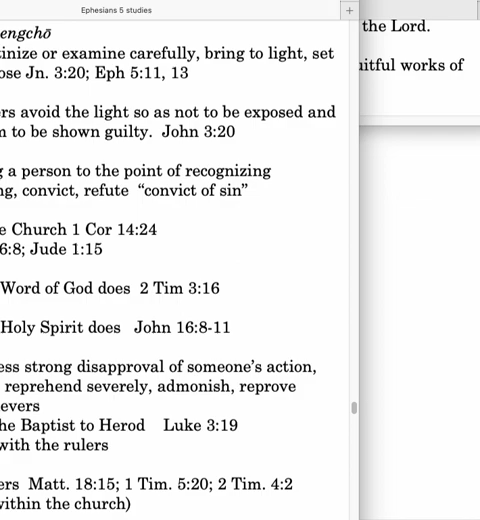 Ephesians 5 studies
+
engchō
tinize or examine carefully, bring to light, set
ose Jn. 3:20; Eph 5:11, 13
ers avoid the light so as not to be exposed and
n to be shown guilty. John 3:20
g a person to the point of recognizing
ng, convict, refute “convict of sin”
e Church 1 Cor 14:24
6:8; Jude 1:15
Word of God does 2 Tim 3:16
Holy Spirit does John 16:8-11
ess strong disapproval of someone’s action,
reprehend severely, admonish, reprove
evers
he Baptist to Herod Luke 3:19
with the rulers
ers Matt. 18:15; 1 Tim. 5:20; 2 Tim. 4:2
within the church)
the Lord.
uitful works of